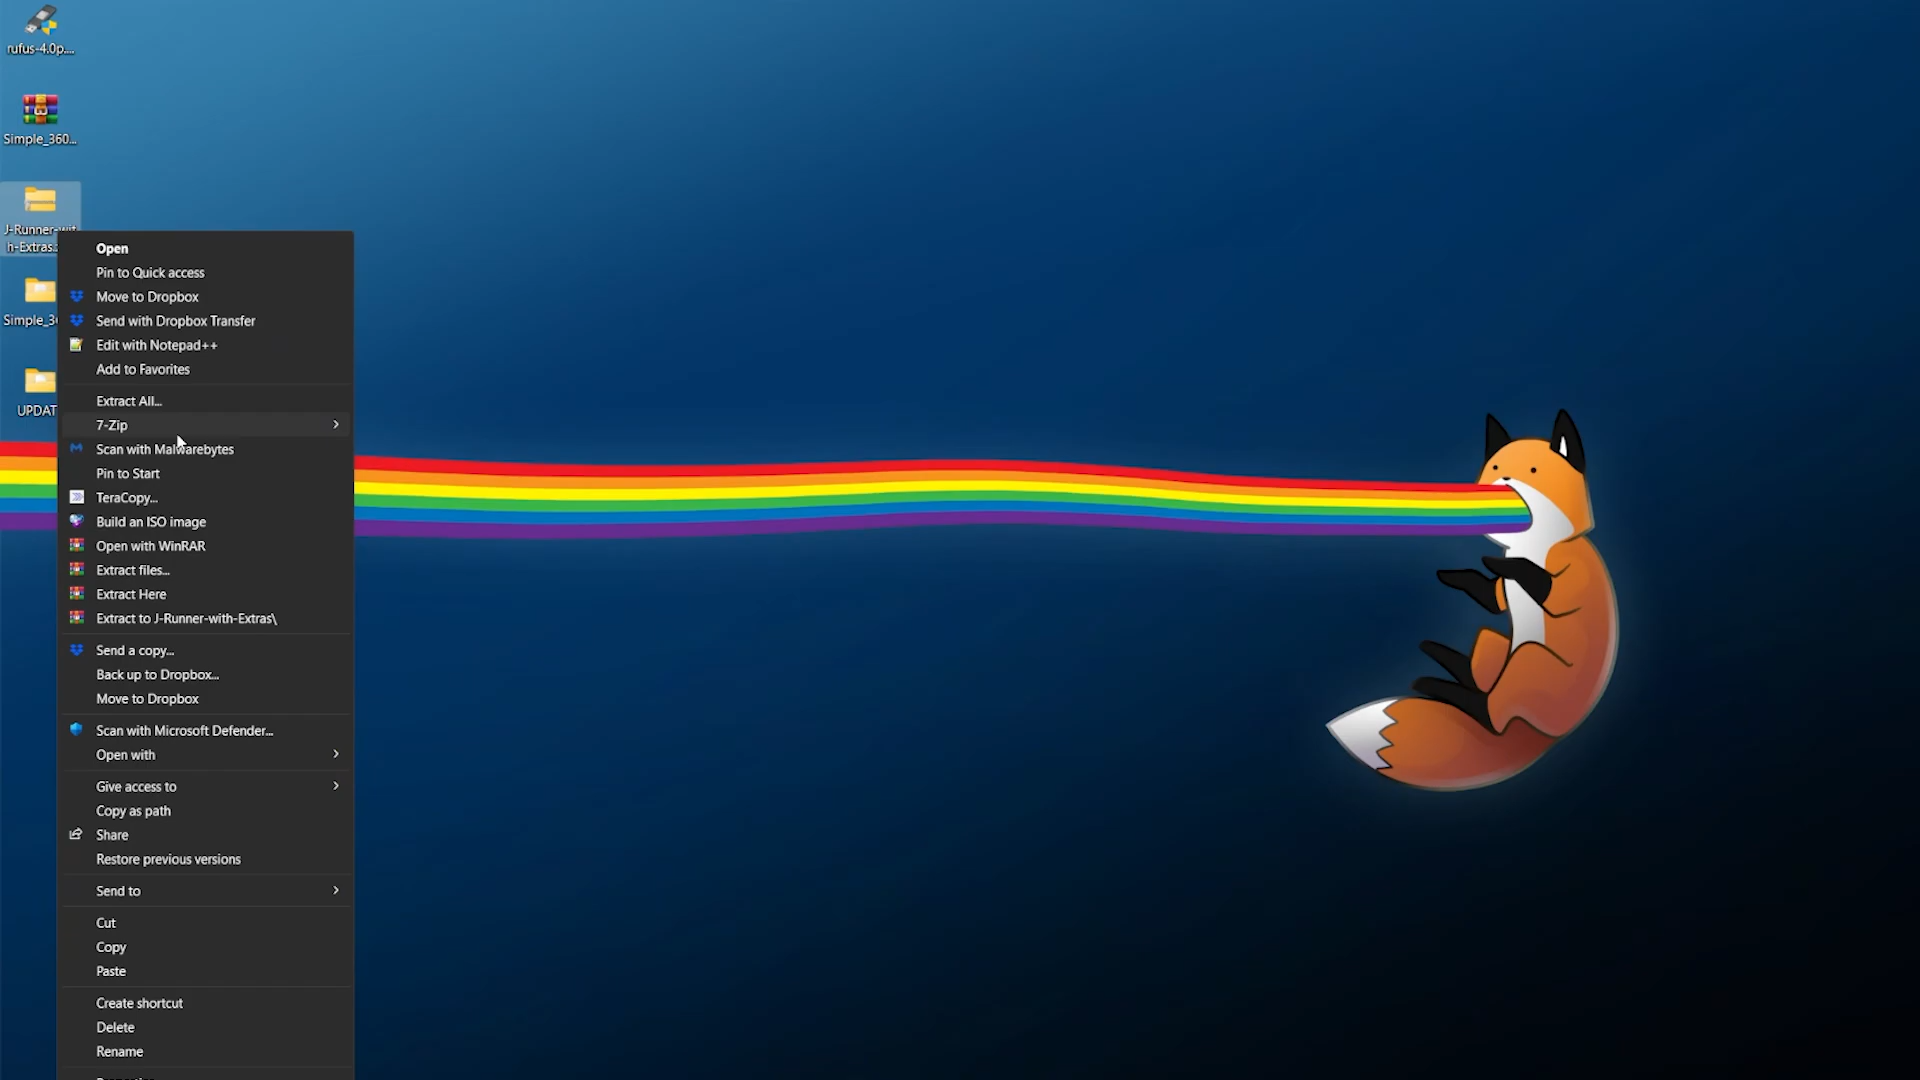 rufus-4.0p....
Simple_360...
J-Runner-wit
h-Extras.
Simple_3
UPDAT
Open
Pin to Quick access
Move to Dropbox
Send with Dropbox Transfer
Edit with Notepad++
Add to Favorites
Extract All...
7-Zip
Scan with Malwarebytes
Pin to Start
TeraCopy...
Build an ISO image
Open with WinRAR
Extract files...
Extract Here
Extract to J-Runner-with-Extras\
Send a copy...
Back up to Dropbox...
Move to Dropbox
Scan with Microsoft Defender...
Open with
Give access to
Copy as path
Share
Restore previous versions
Send to
Cut
Copy
Paste
Create shortcut
Delete
Rename